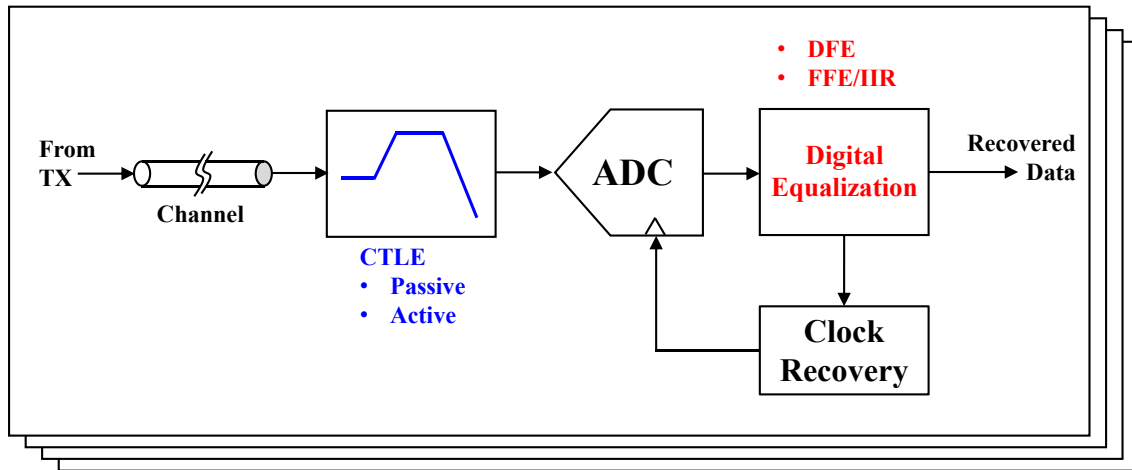 • DFE
• FFE/IIR
From
TX
Channel
CTLE
• Passive
• Active
ADC
Digital
Equalization
Recovered
Data
Clock
Recovery